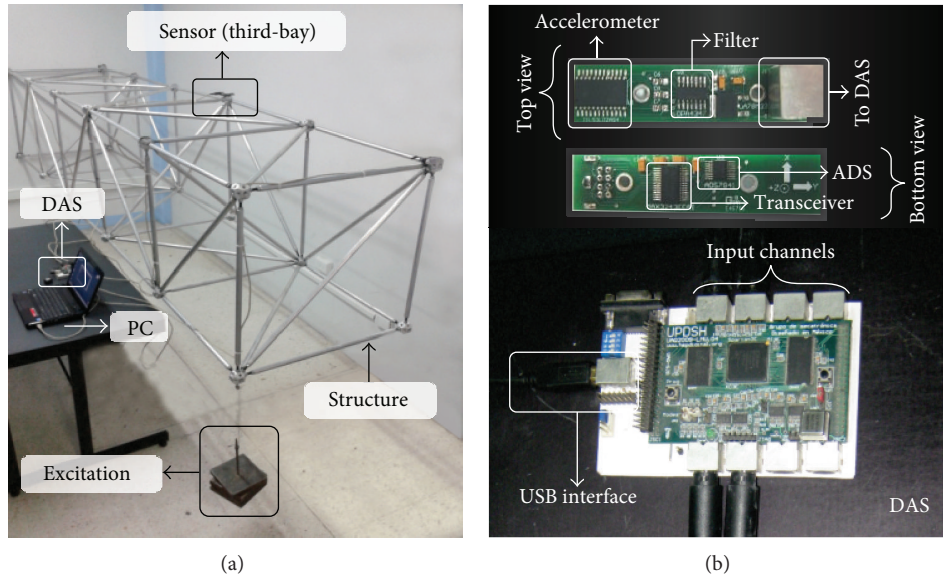 Sensor (third-bay)
DAS
PC
Structure
Excitation
(a)
Accelerometer
Filter
Top view
To DAS
ADS
Transceiver
Bottom view
X
+Z
Y
Input channels
UPDSH
USB interface
DAS
(b)